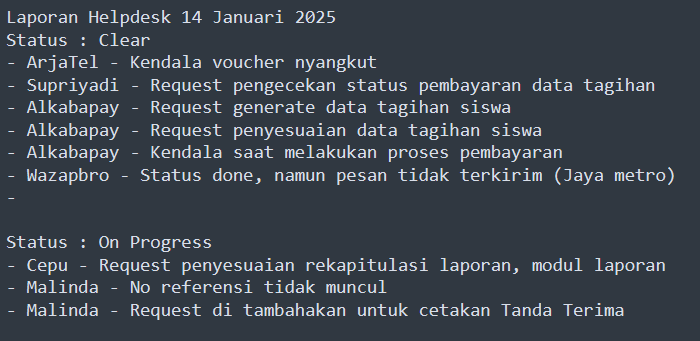 Laporan Helpdesk 14 Januari 2025
Status : Clear
- ArjaTel - Kendala voucher nyangkut
- Supriyadi - Request pengecekan status pembayaran data tagihan
- Alkabapay - Request generate data tagihan siswa
- Alkabapay - Request penyesuaian data tagihan siswa
- Alkabapay - Kendala saat melakukan proses pembayaran
- Wazapbro - Status done, namun pesan tidak terkirim (Jaya metro)
-
Status : On Progress
- Cepu - Request penyesuaian rekapitulasi laporan, modul laporan
- Malinda - No referensi tidak muncul
- Malinda - Request di tambahakan untuk cetakan Tanda Terima